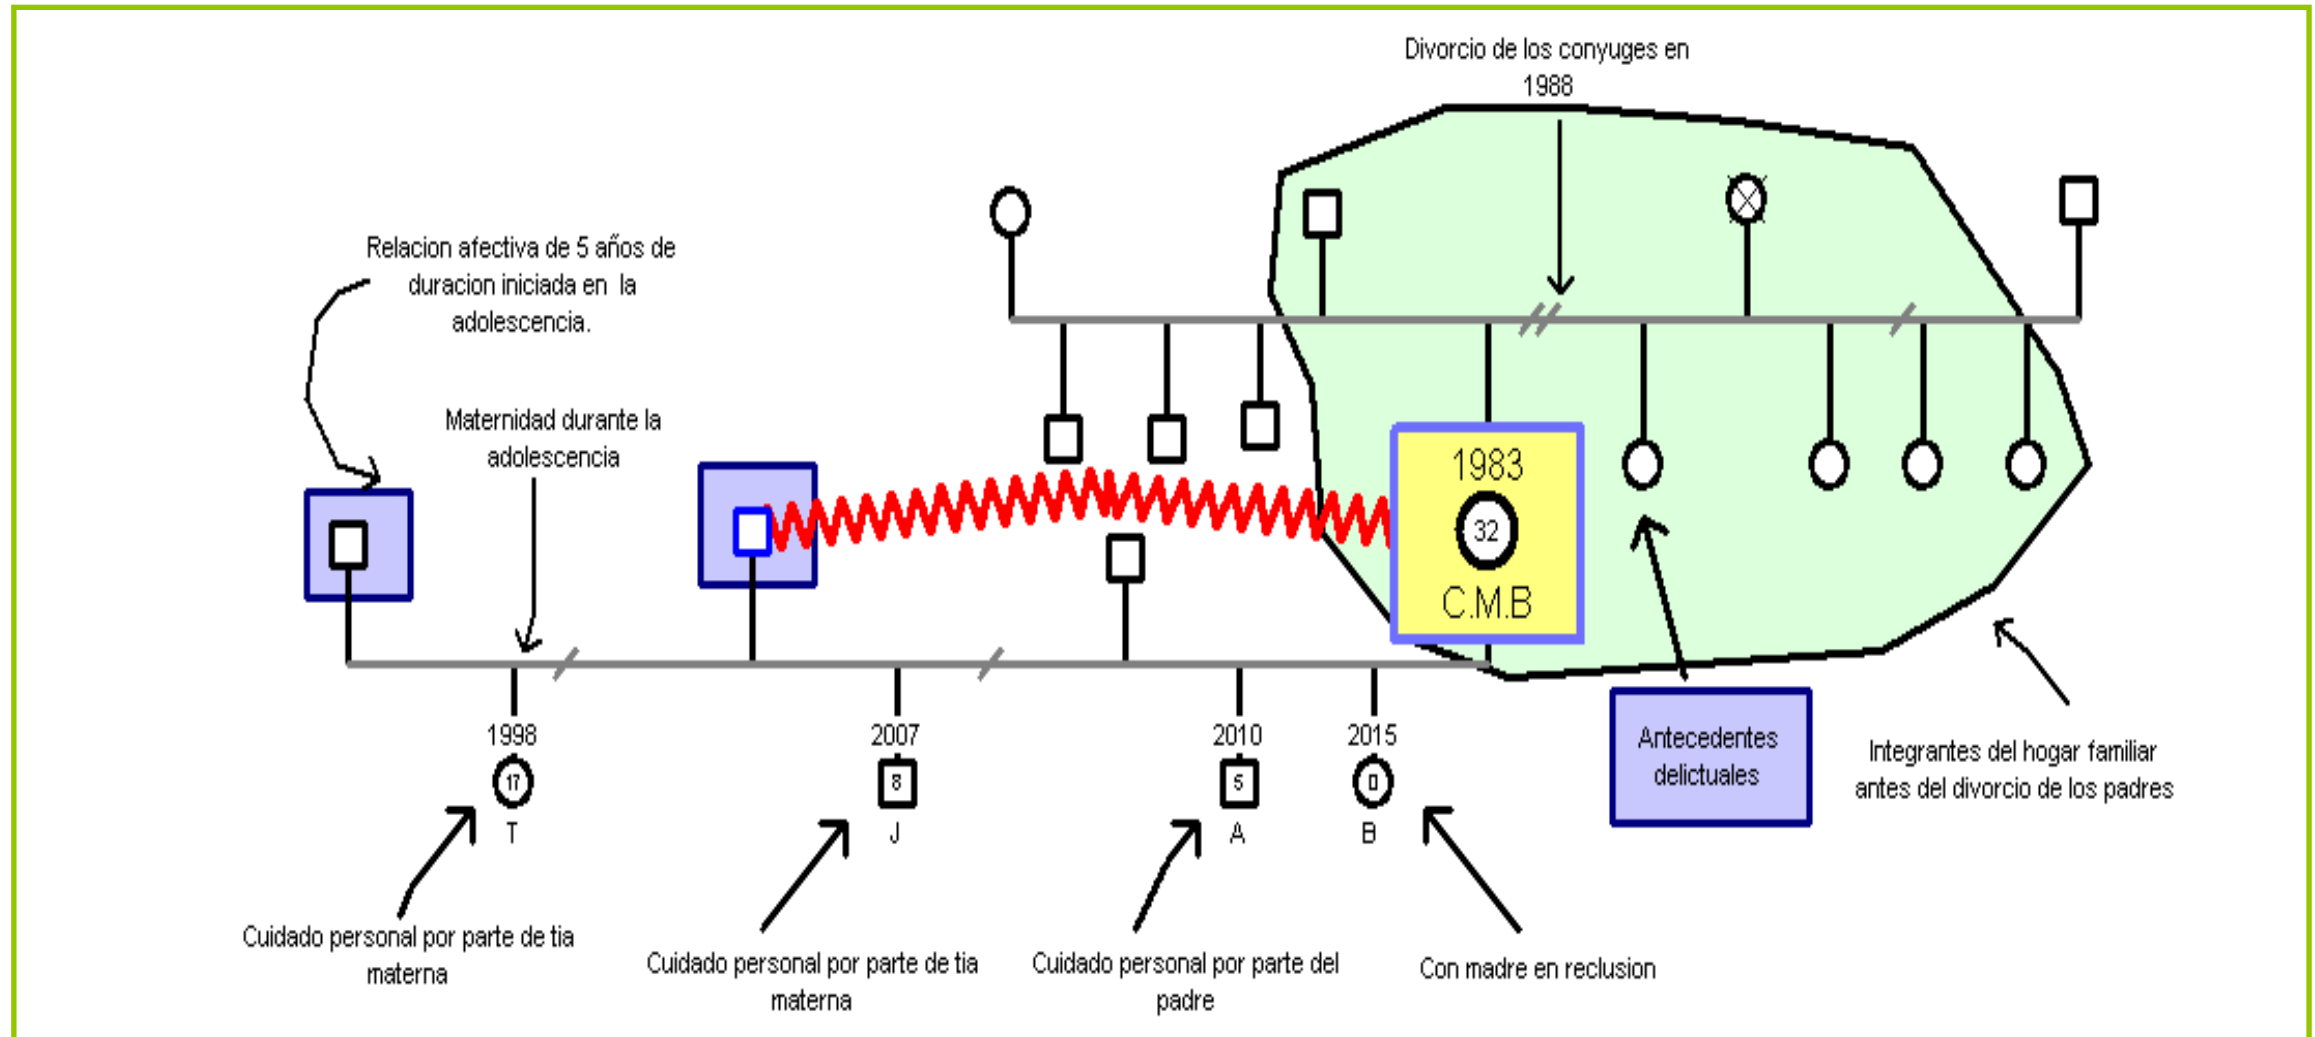 Divorcio de los conyuges en
1988
Relacion afectiva de 5 años de
duracion iniciada en la
adolescencia.
Maternidad durante la
adolescencia
1983
32
C.M.B
1998
17
T
2007
8
J
2010
5
A
2015
0
B
Antecedentes
delictuales
Integrantes del hogar familiar
antes del divorcio de los padres
Cuidado personal por parte de tia
materna
Cuidado personal por parte de tia
materna
Cuidado personal por parte del
padre
Con madre en reclusion